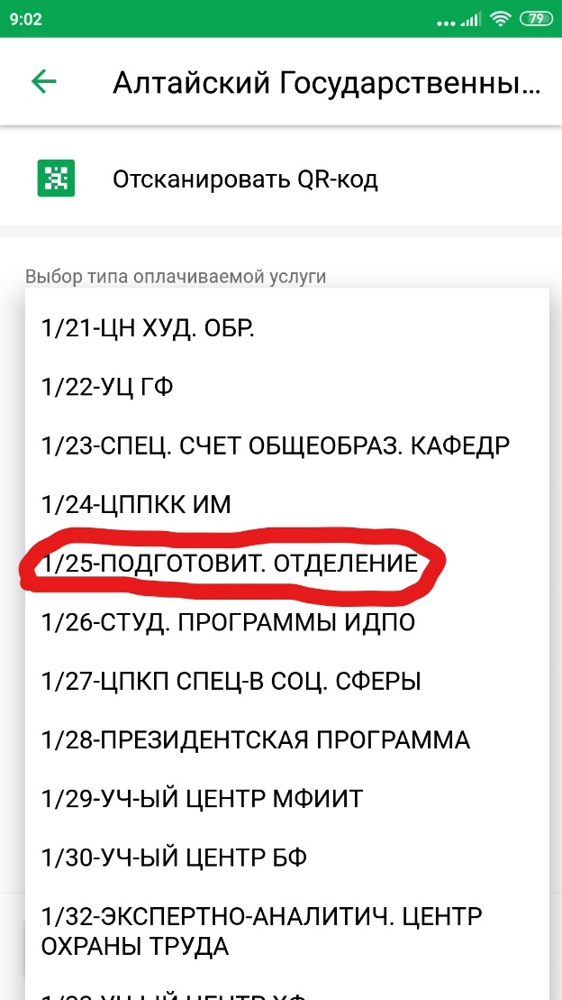 9:02
79
Алтайский Государственны...
Отсканировать QR-код
Выбор типа оплачиваемой услуги
1/21-ЦН ХУД. ОБР.
1/22-УЦ ГФ
1/23-СПЕЦ. СЧЕТ ОБЩЕОБРАЗ. КАФЕДР
1/24-ЦППКК ИМ
1/25-ПОДГОТОВИТ. ОТДЕЛЕНИЕ
1/26-СТУД. ПРОГРАММЫ ИДПО
1/27-ЦПКП СПЕЦ-В СОЦ. СФЕРЫ
1/28-ПРЕЗИДЕНТСКАЯ ПРОГРАММА
1/29-УЧ-ЫЙ ЦЕНТР МФИИТ
1/30-УЧ-ЫЙ ЦЕНТР БФ
1/32-ЭКСПЕРТНО-АНАЛИТИЧ. ЦЕНТР
ОХРАНЫ ТРУДА